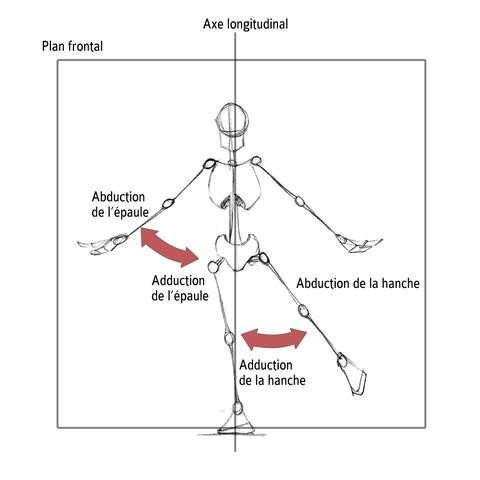 Axe longitudinal
Plan frontal
Abduction
de l'épaule
Adduction
de l'épaule
Abduction de la hanche
Adduction
de la hanche